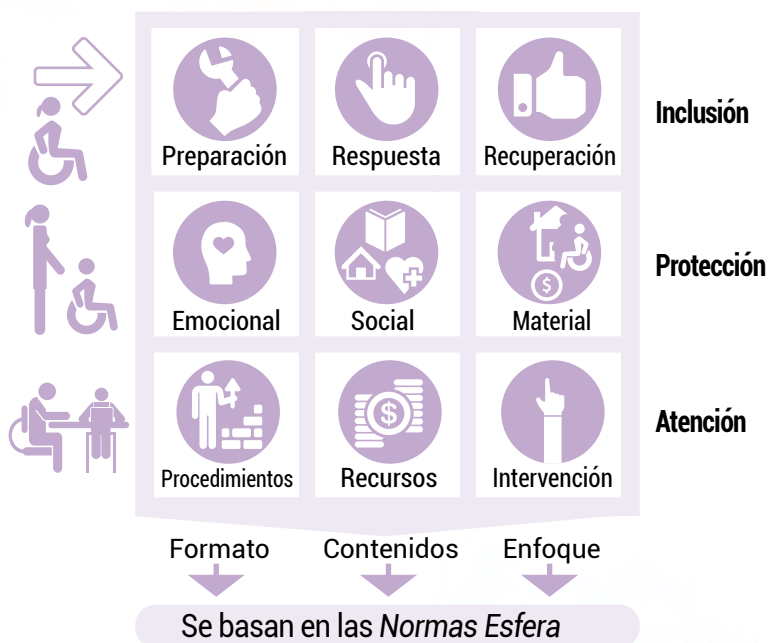 Preparación
Respuesta
Recuperación
Inclusión
Emocional
Social
Material
Protección
Procedimientos
Recursos
Intervención
Atención
Formato
Contenidos
Enfoque
Se basan en las Normas Esfera